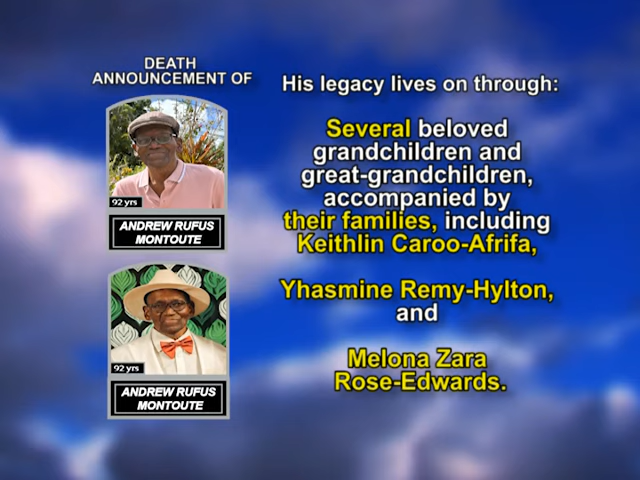 DEATH
ANNOUNCEMENT OF
92 yrs
ANDREW RUFUS
MONTOUTE
92 yrs
ANDREW RUFUS
MONTOUTE
His legacy lives on through:
Several beloved
grandchildren and
great-grandchildren,
accompanied by
their families, including
Keithlin Caroo-Afrifa,
Yhasmine Remy-Hylton,
and
Melona Zara
Rose-Edwards.